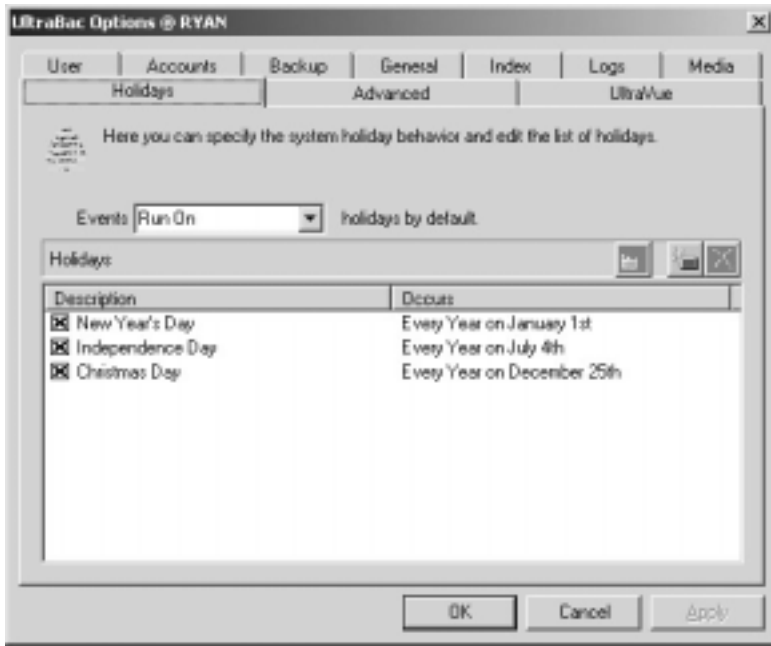 UltraBac Options @ RYAN
User Accounts Backup General Index Logs Media
Holidays Advanced UltraVue
Here you can specify the system holiday behavior and edit the list of holidays.
Events Run On holidays by default.
Holidays
Description Occurs
New Year's Day Every Year on January 1st
Independence Day Every Year on July 4th
Christmas Day Every Year on December 25th
OK Cancel Apply